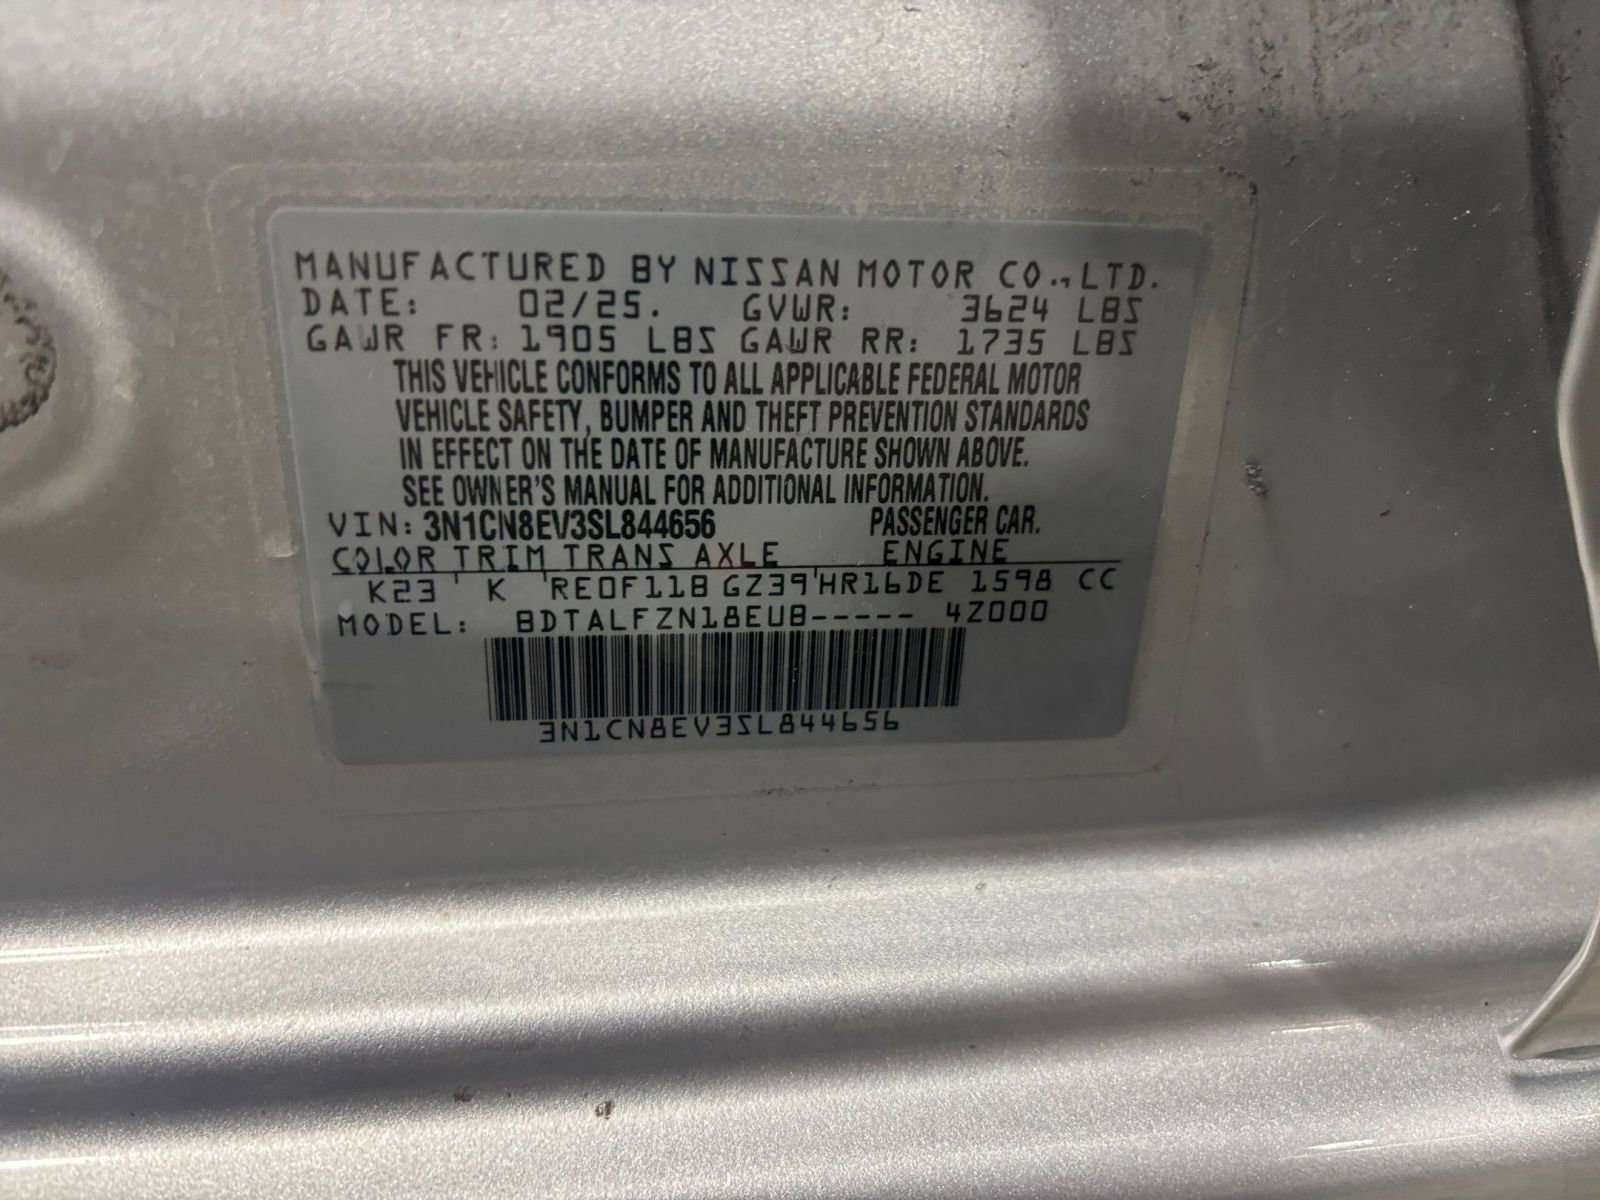 MANUFACTURED BY NISSAN MOTOR CO.,LTD.
DATE: 02/25. GVWR: 3624 LBS
GAWR FR: 1905 LBS GAWR RR: 1735 LBS
THIS VEHICLE CONFORMS TO ALL APPLICABLE FEDERAL MOTOR
VEHICLE SAFETY, BUMPER AND THEFT PREVENTION STANDARDS
IN EFFECT ON THE DATE OF MANUFACTURE SHOWN ABOVE.
SEE OWNER'S MANUAL FOR ADDITIONAL INFORMATION.
VIN: 3N1CN8EV3SL844656 PASSENGER CAR.
COLOR TRIM TRANS AXLE ENGINE
K23 ' K 'RE0F11B GZ39'HR16DE 1598 CC
MODEL: BDTALFZN18EUB----- 4Z000
3N1CN8EV3SL844656